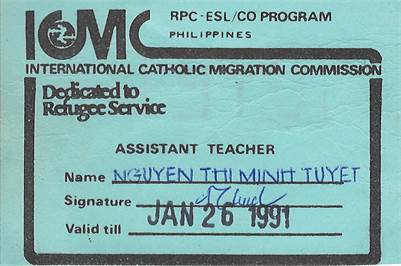 ICMC RPC-ESL/CO PROGRAM
PHILIPPINES
INTERNATIONAL CATHOLIC MIGRATION COMMISSION
Dedicated to
Refugee Service
ASSISTANT TEACHER
Name NGUYEN THI MINH TUYET
Signature
Valid till JAN 26 1991